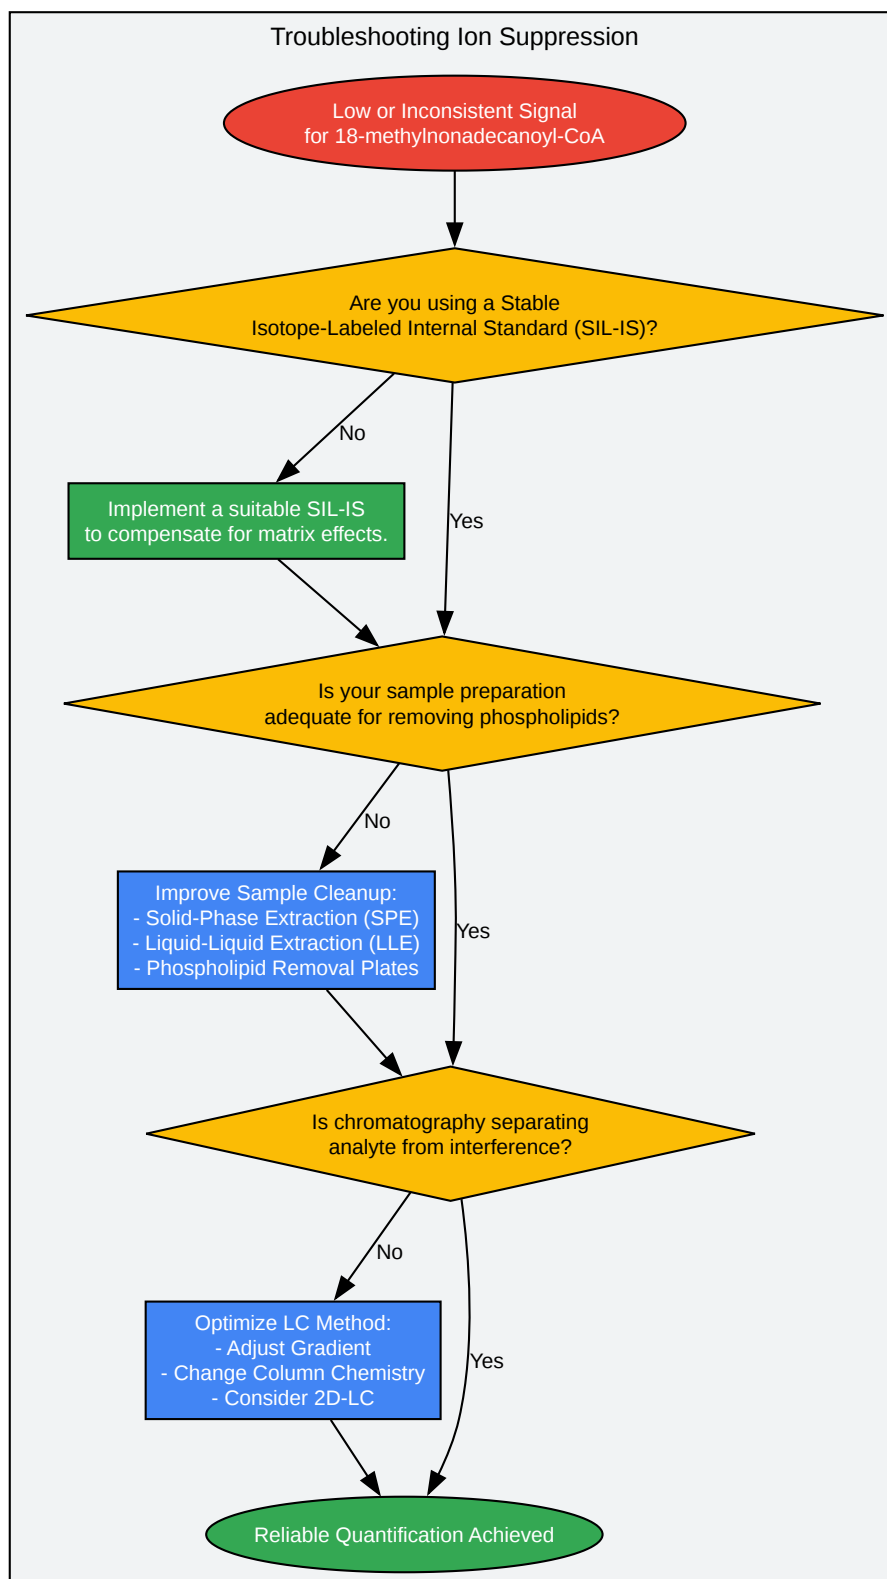 Troubleshooting Ion Suppression
Low or Inconsistent Signal
for 18-methylnonadecanoyl-CoA
Are you using a Stable
Isotope-Labeled Internal Standard (SIL-IS)?
No
Implement a suitable SIL-IS
to compensate for matrix effects.
Yes
Is your sample preparation
adequate for removing phospholipids?
No
Improve Sample Cleanup:
- Solid-Phase Extraction (SPE)
- Liquid-Liquid Extraction (LLE)
- Phospholipid Removal Plates
Yes
Is chromatography separating
analyte from interference?
No
Optimize LC Method:
- Adjust Gradient
- Change Column Chemistry
- Consider 2D-LC
Yes
Reliable Quantification Achieved